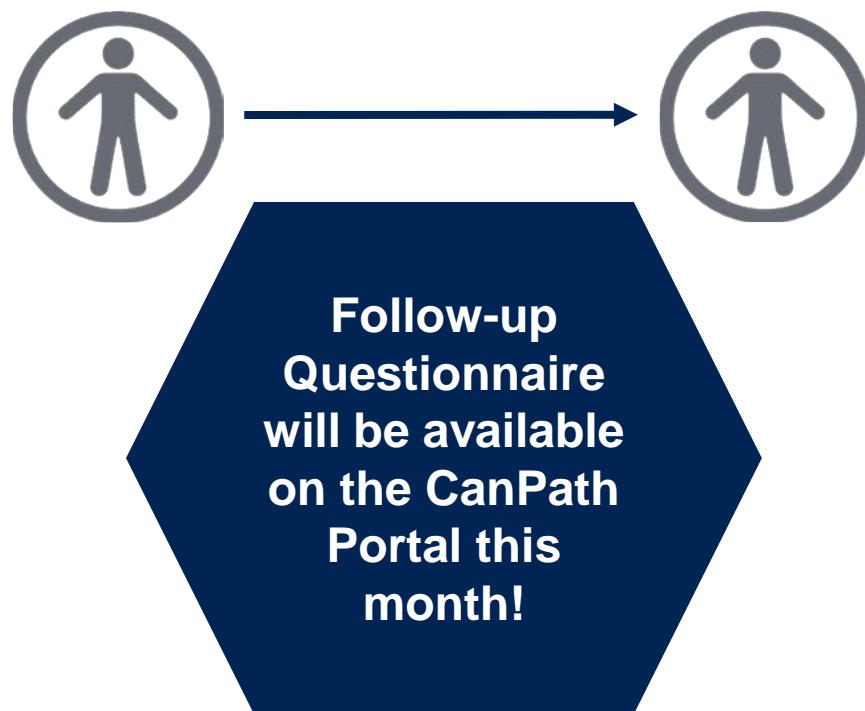 Follow-up
Questionnaire
will be available
on the CanPath
Portal this
month!